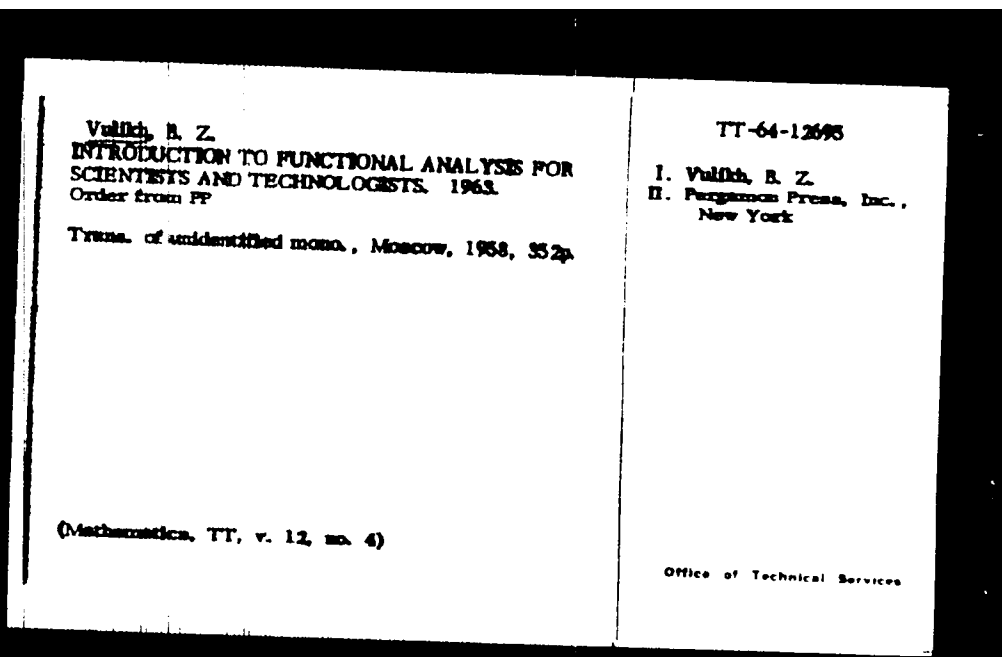 Vulikh, B. Z.
INTRODUCTION TO FUNCTIONAL ANALYSIS FOR
SCIENTISTS AND TECHNOLOGISTS. 1963.
Order from PP
Trans. of unidentified mono., Moscow, 1958, 352p.
(Mathematics, TT, v. 12, no. 4)
TT-64-12695
I. Vulikh, B. Z.
II. Pergamon Press, Inc.,
New York
Office of Technical Services